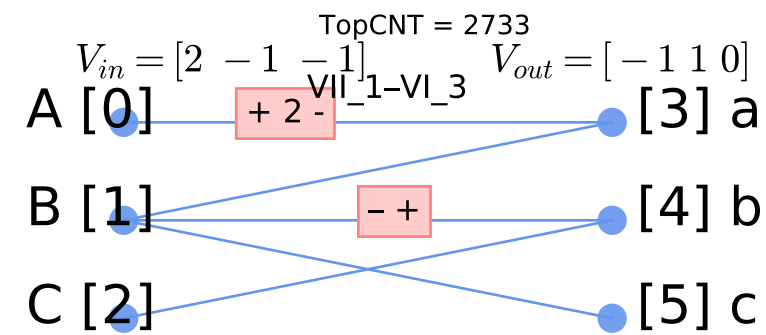 TopCNT = 2733
V_in = [2 −1 −1] V_out = [−1 1 0]
VII_1–VI_3
A [0] + 2 - [3] a
B [1] – + [4] b
C [2] [5] c